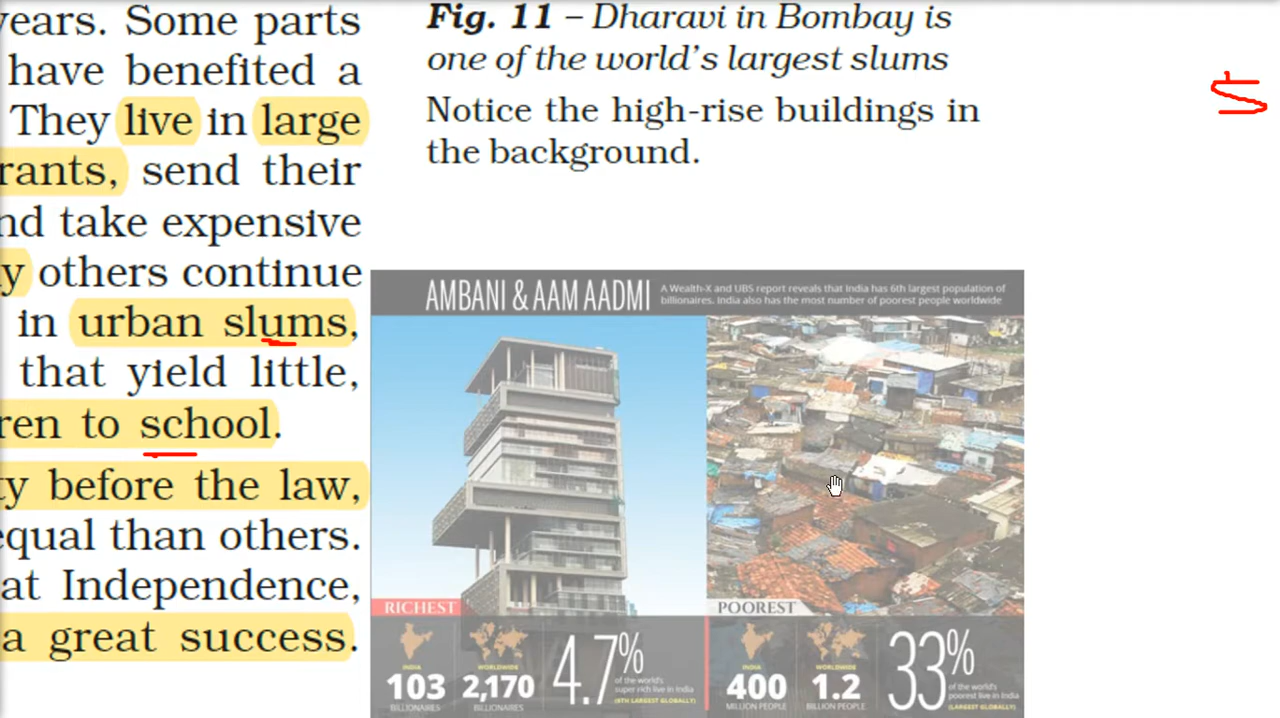 years. Some parts
have benefited a
They live in large
rants, send their
nd take expensive
y others continue
in urban slums,
that yield little,
ren to school.
ty before the law,
equal than others.
at Independence,
a great success.
Fig. 11 – Dharavi in Bombay is
one of the world's largest slums
Notice the high-rise buildings in
the background.
S
AMBANI & AAM AADMI
A Wealth-X and UBS report reveals that India has 6th largest population of
billionaires. India also has the most number of poorest people worldwide
RICHEST
INDIA
103
BILLIONAIRES
WORLDWIDE
2,170
BILLIONAIRES
4.7%
of the world's
super rich live in India
(6TH LARGEST GLOBALLY)
POOREST
INDIA
400
MILLION PEOPLE
WORLDWIDE
1.2
BILLION PEOPLE
33%
of the world's
poorest live in India
(LARGEST GLOBALLY)